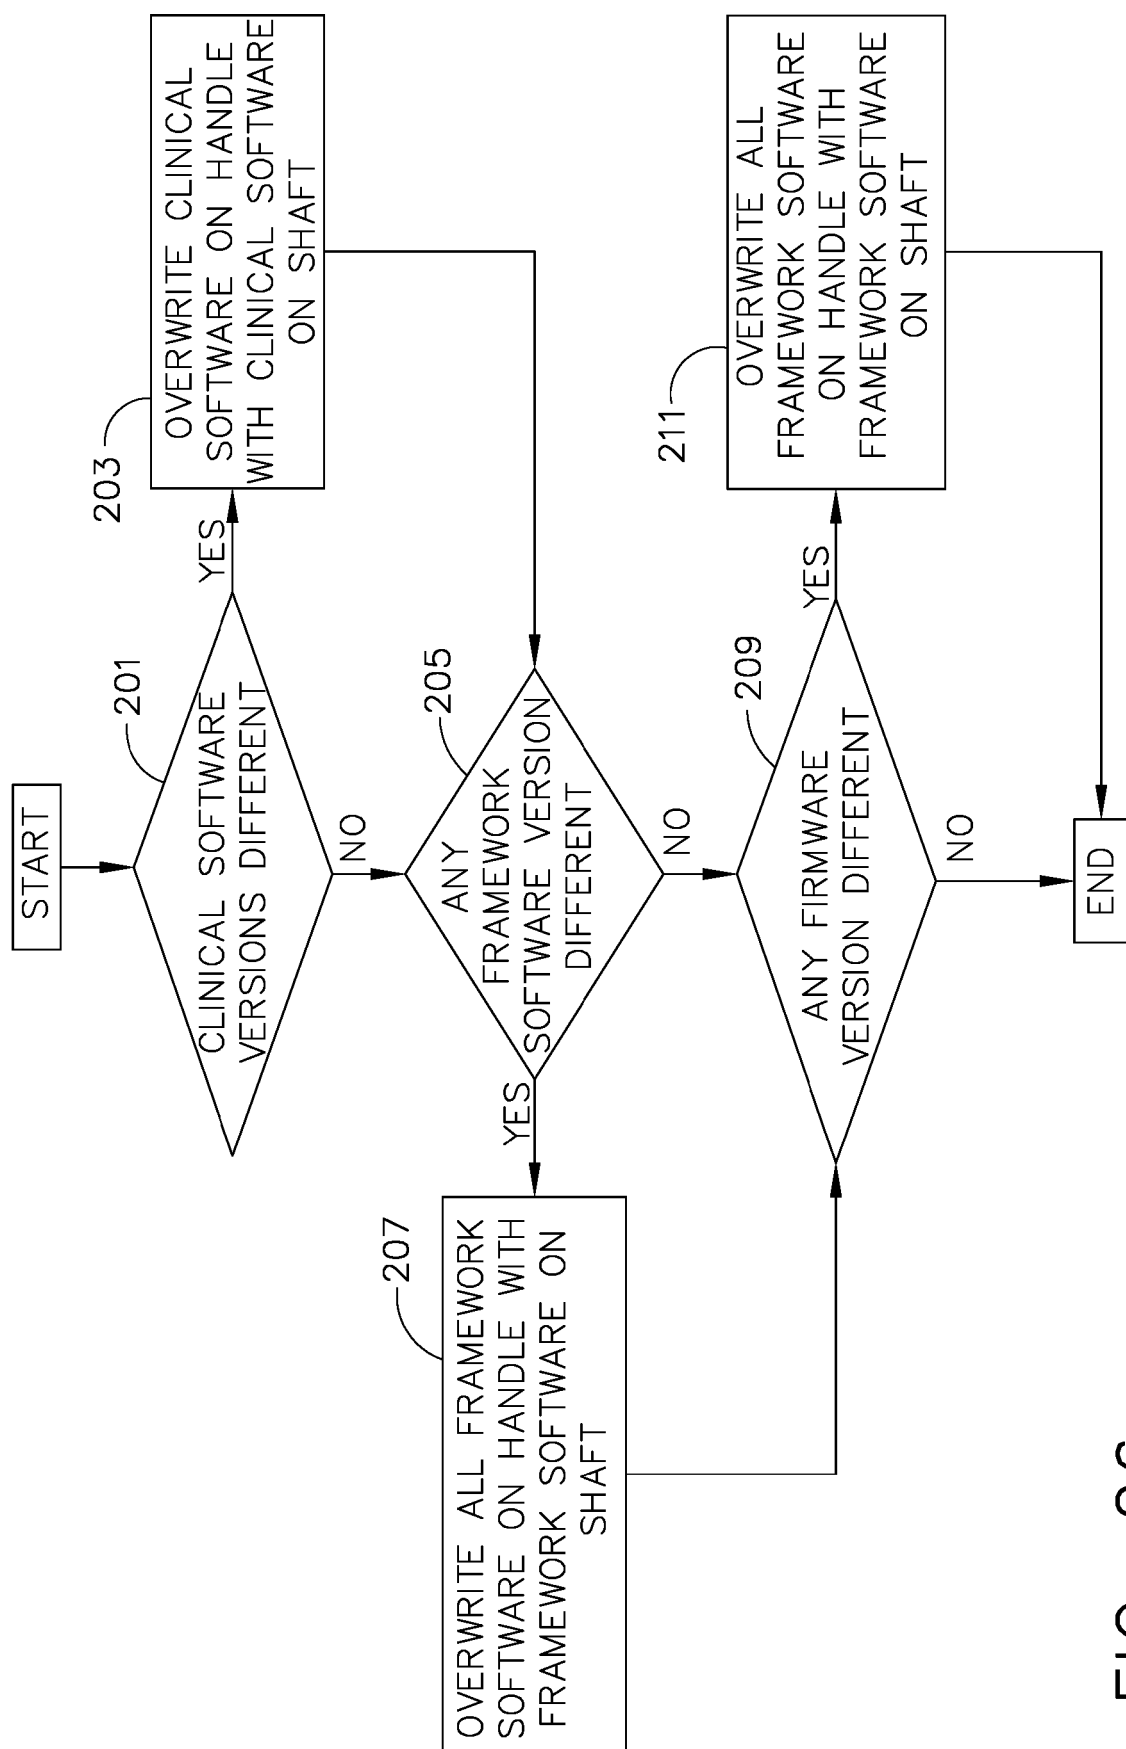 START
201
CLINICAL SOFTWARE
VERSIONS DIFFERENT
YES
203
OVERWRITE CLINICAL
SOFTWARE ON HANDLE
WITH CLINICAL SOFTWARE
ON SHAFT
NO
205
ANY
FRAMEWORK
SOFTWARE VERSION
DIFFERENT
YES
207
OVERWRITE ALL FRAMEWORK
SOFTWARE ON HANDLE WITH
FRAMEWORK SOFTWARE ON
SHAFT
NO
209
ANY FIRMWARE
VERSION DIFFERENT
YES
211
OVERWRITE ALL
FRAMEWORK SOFTWARE
ON HANDLE WITH
FRAMEWORK SOFTWARE
ON SHAFT
NO
END